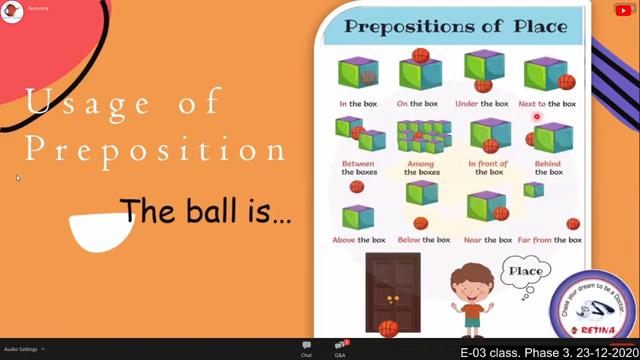 Recording
Usage of
Preposition
The ball is...
Prepositions of Place
In the box
On the box
Under the box
Next to the box
Between
the boxes
Among
the boxes
In front of
the box
Behind
the box
Above the box
Below the box
Near the box
Far from the box
Place
Chase your dream to be a Doctor..
RETINA
Audio Settings
Chat
Q&A
E-03 class, Phase 3, 23-12-2020